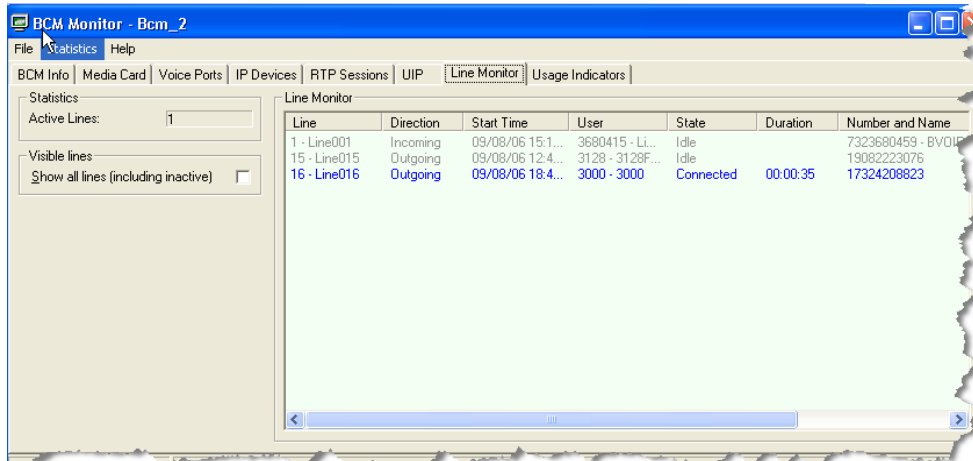 BCM Monitor - Bcm_2
File Statistics Help
BCM Info Media Card Voice Ports IP Devices RTP Sessions UIP Line Monitor Usage Indicators
Statistics
Active Lines: 1
Visible lines
Show all lines (including inactive)
Line Monitor
Line Direction Start Time User State Duration Number and Name
1 - Line001 Incoming 09/08/06 15:1... 3680415 - Li... Idle 7323680459 - BVOIP
15 - Line015 Outgoing 09/08/06 12:4... 3128 - 3128F... Idle 19082223076
16 - Line016 Outgoing 09/08/06 18:4... 3000 - 3000 Connected 00:00:35 17324208823